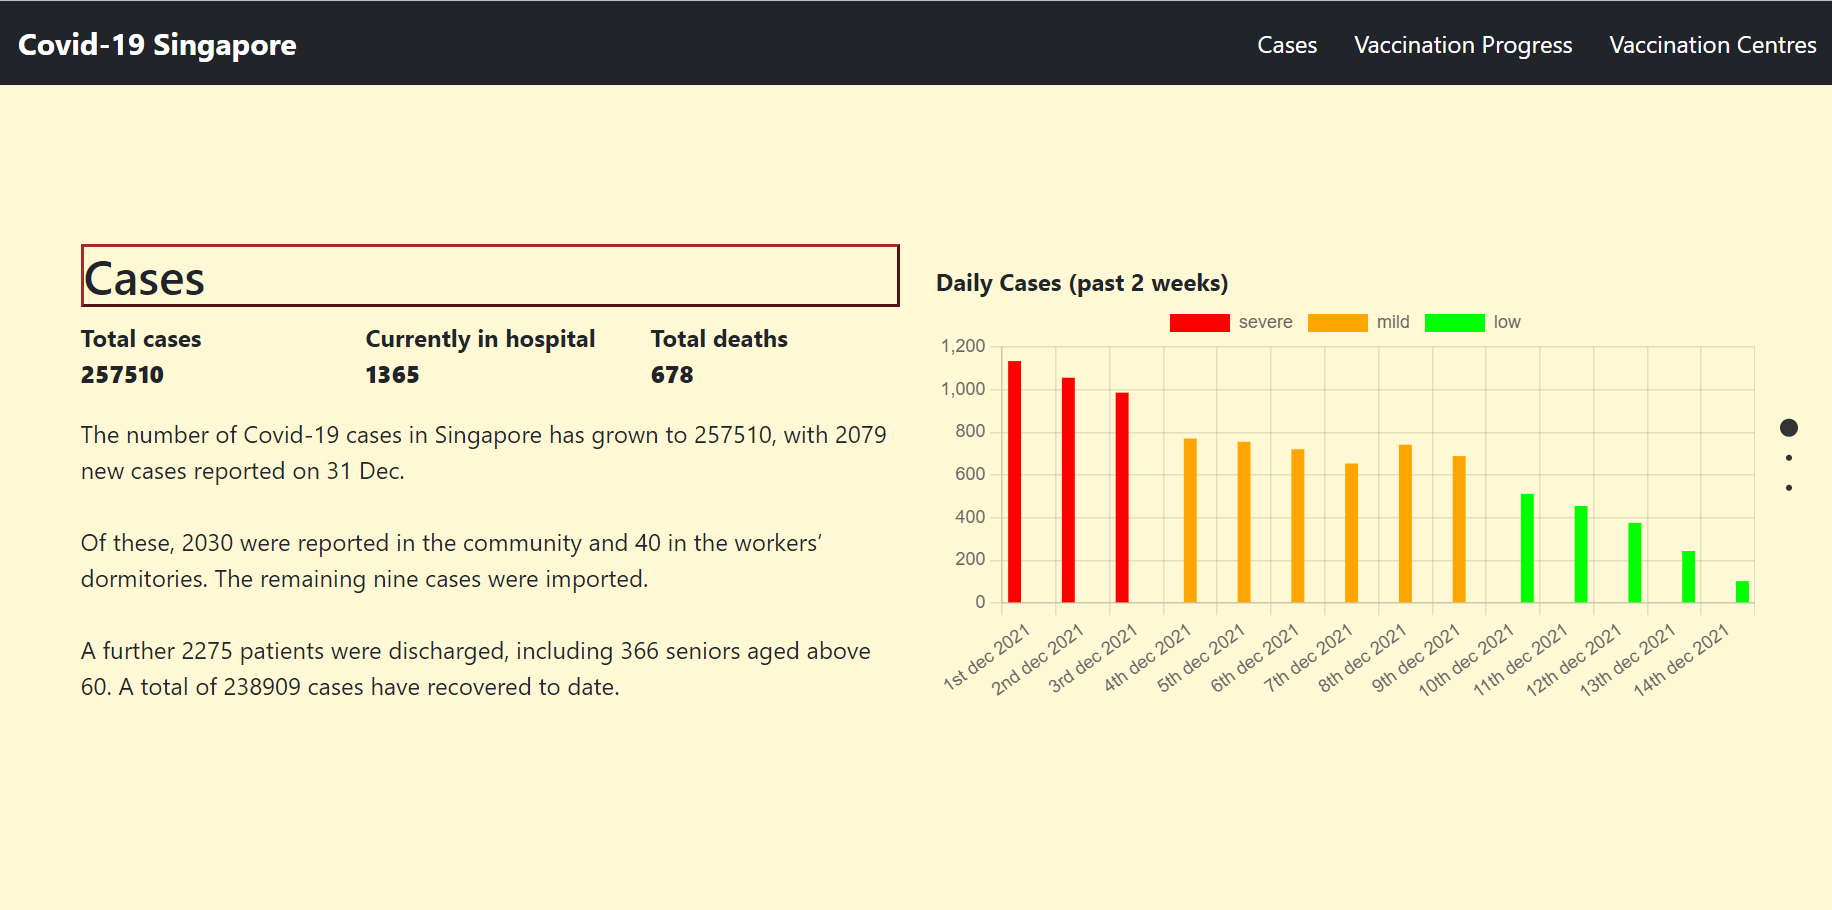 Covid-19 Singapore
Cases
Vaccination Progress
Vaccination Centres
Cases
Total cases
257510
Currently in hospital
1365
Total deaths
678
The number of Covid-19 cases in Singapore has grown to 257510, with 2079
new cases reported on 31 Dec.
Of these, 2030 were reported in the community and 40 in the workers’
dormitories. The remaining nine cases were imported.
A further 2275 patients were discharged, including 366 seniors aged above
60. A total of 238909 cases have recovered to date.
Daily Cases (past 2 weeks)
severe
mild
low
1,200
1,000
800
600
400
200
0
1st dec 2021
2nd dec 2021
3rd dec 2021
4th dec 2021
5th dec 2021
6th dec 2021
7th dec 2021
8th dec 2021
9th dec 2021
10th dec 2021
11th dec 2021
12th dec 2021
13th dec 2021
14th dec 2021